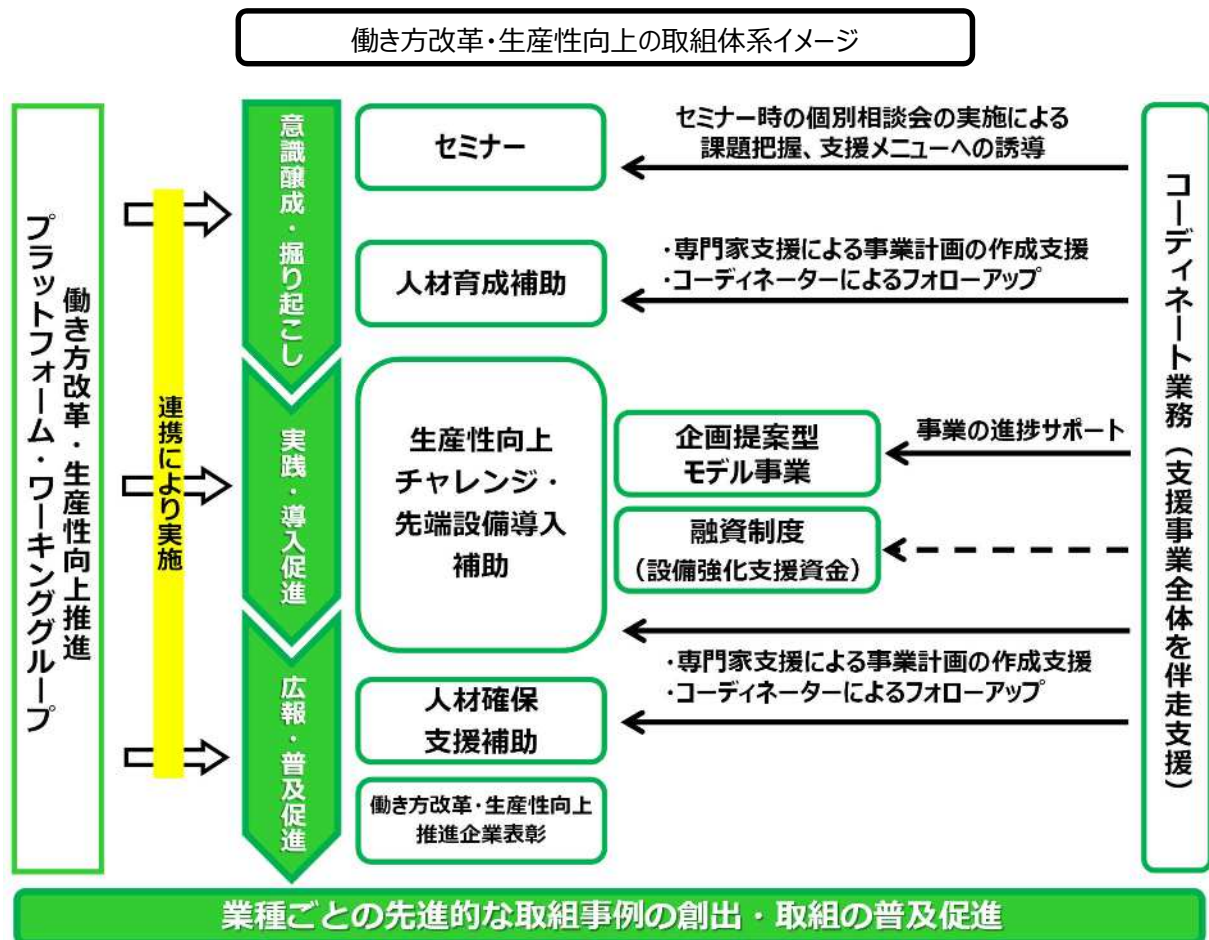 働き方改革・生産性向上の取組体系イメージ
働き方改革・生産性向上推進
プラットフォーム・ワーキンググループ
連携により実施
意識醸成・掘り起こし
実践・導入促進
広報・普及促進
セミナー
セミナー時の個別相談会の実施による
課題把握、支援メニューへの誘導
人材育成補助
・専門家支援による事業計画の作成支援
・コーディネーターによるフォローアップ
生産性向上
チャレンジ・
先端設備導入
補助
企画提案型
モデル事業
事業の進捗サポート
融資制度
（設備強化支援資金）
・専門家支援による事業計画の作成支援
・コーディネーターによるフォローアップ
人材確保
支援補助
働き方改革・生産性向上
推進企業表彰
コーディネート業務（支援事業全体を伴走支援）
業種ごとの先進的な取組事例の創出・取組の普及促進